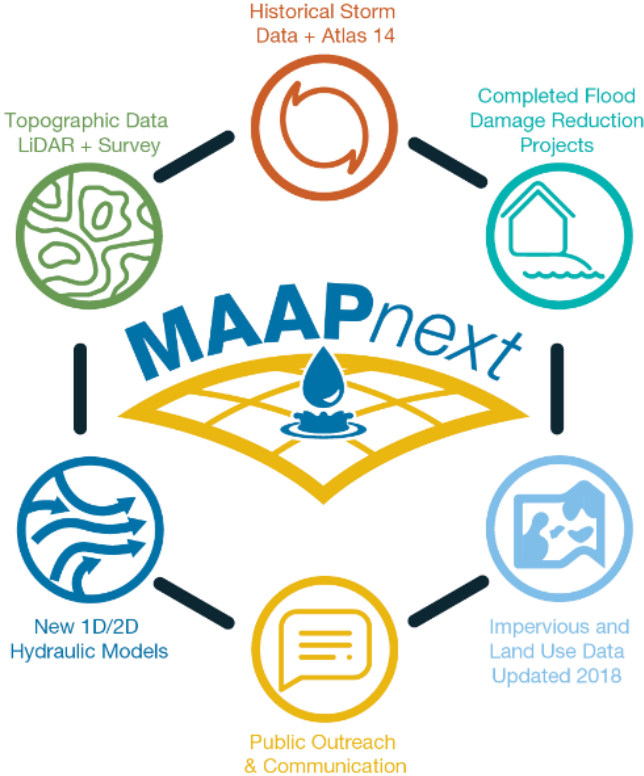 Historical Storm
Data + Atlas 14
Completed Flood
Damage Reduction
Projects
Topographic Data
LiDAR + Survey
MAAPnext
New 1D/2D
Hydraulic Models
Impervious and
Land Use Data
Updated 2018
Public Outreach
& Communication